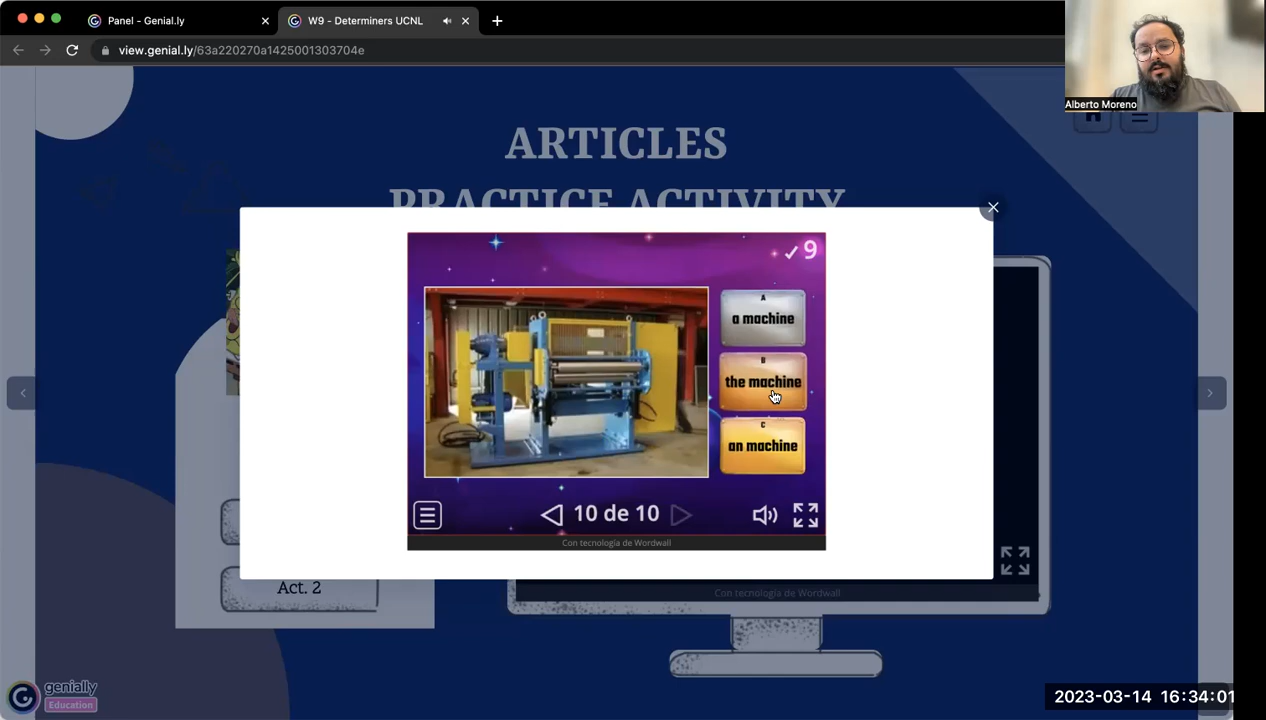 Panel - Genial.ly
W9 - Determiners UCNL
view.genial.ly/63a220270a1425001303704e
Alberto Moreno
ARTICLES
PRACTICE ACTIVITY
9
A
a machine
B
the machine
C
an machine
10 de 10
Con tecnología de Wordwall
Act. 2
Con tecnología de Wordwall
genially
Education
2023-03-14 16:34:01